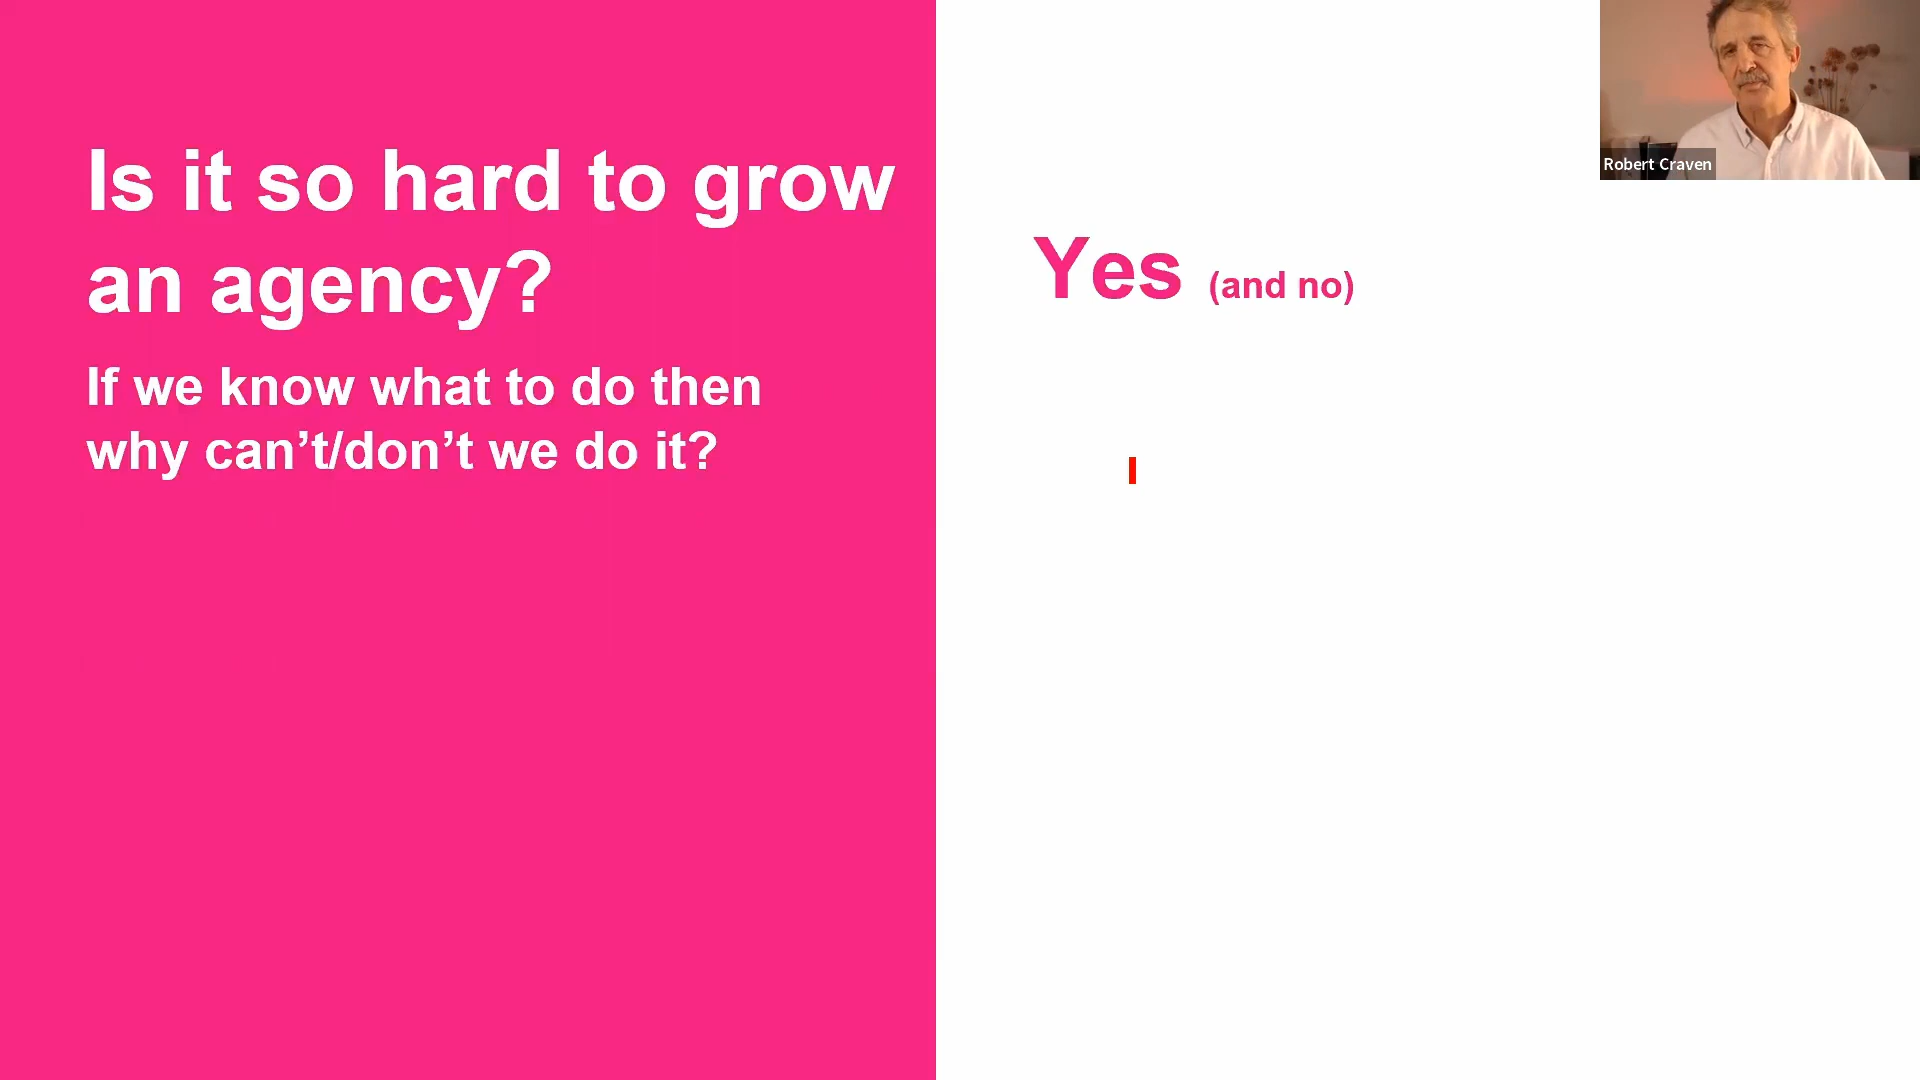 Is it so hard to grow
an agency?
If we know what to do then
why can’t/don’t we do it?
Yes (and no)
Robert Craven